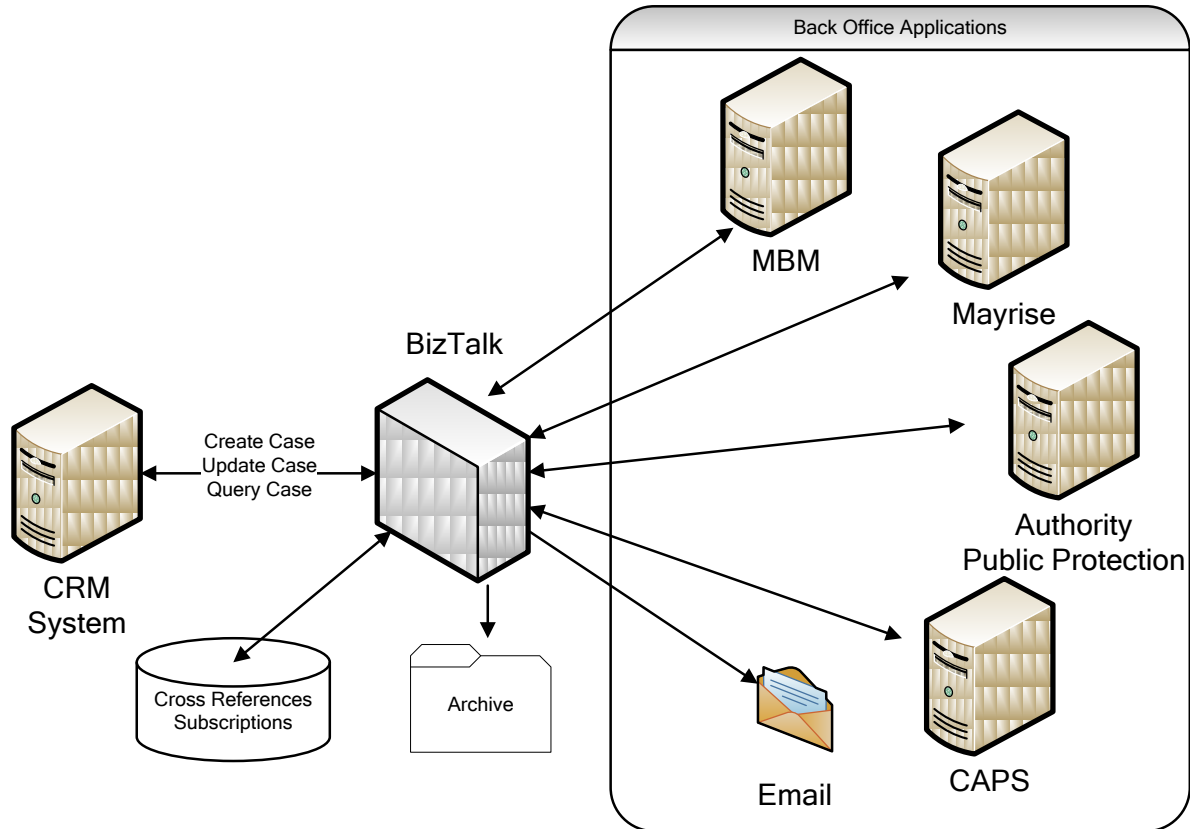 Back Office Applications
MBM
Mayrise
BizTalk
Create Case
Update Case
Query Case
Authority
Public Protection
CRM
System
Cross References
Subscriptions
Archive
Email
CAPS